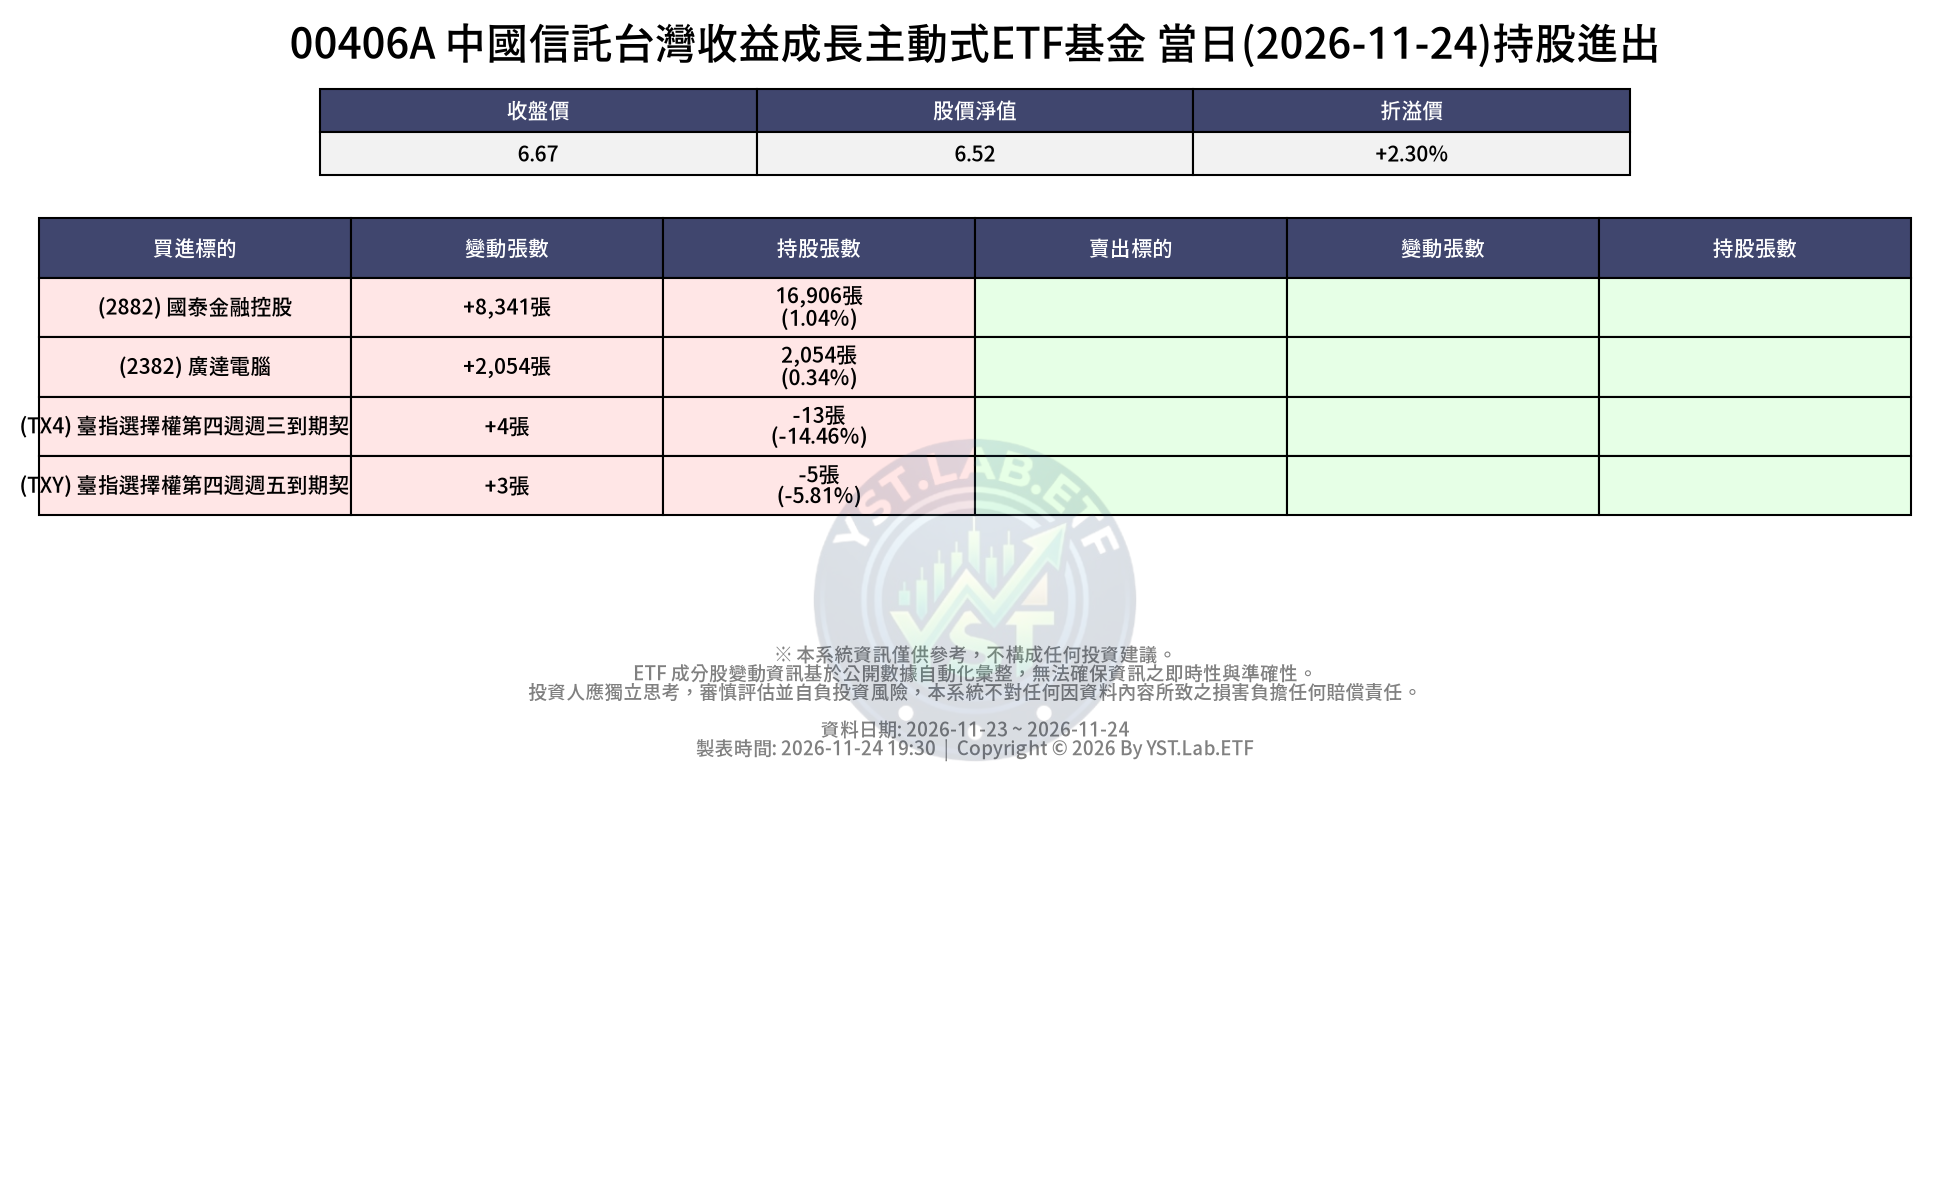 00406A 中國信託台灣收益成長主動式ETF基金 當日(2026-11-24)持股進出
收盤價 股價淨值 折溢價
6.67 6.52 +2.30%
買進標的 變動張數 持股張數 賣出標的 變動張數 持股張數
(2882) 國泰金融控股 +8,341張 16,906張
(1.04%)
(2382) 廣達電腦 +2,054張 2,054張
(0.34%)
(TX4) 臺指選擇權第四週週三到期契 +4張 -13張
(-14.46%)
(TXY) 臺指選擇權第四週週五到期契 +3張 -5張
(-5.81%)
YST.LAB.ETF
YST
※ 本系統資訊僅供參考，不構成任何投資建議。
ETF 成分股變動資訊基於公開數據自動化彙整，無法確保資訊之即時性與準確性。
投資人應獨立思考，審慎評估並自負投資風險，本系統不對任何因資料內容所致之損害負擔任何賠償責任。
資料日期: 2026-11-23 ~ 2026-11-24
製表時間: 2026-11-24 19:30 | Copyright © 2026 By YST.Lab.ETF